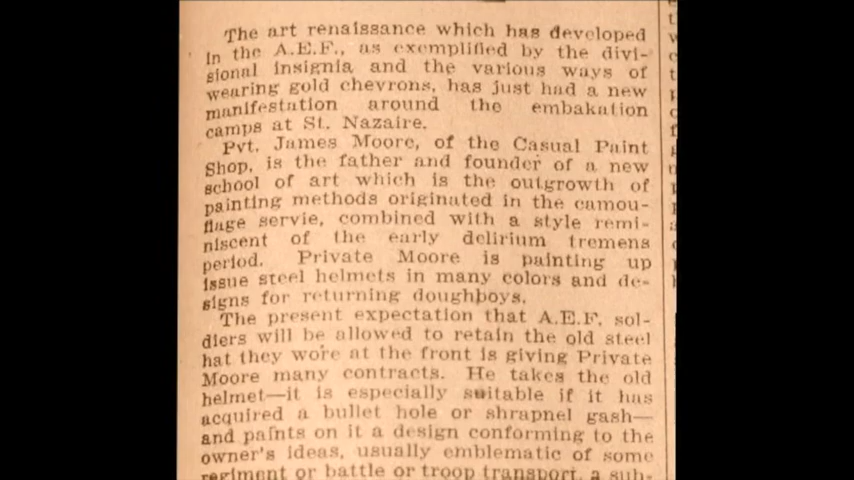 The art renaissance which has developed
in the A.E.F., as exemplified by the divi-
sional insignia and the various ways of
wearing gold chevrons, has just had a new
manifestation around the embakation
camps at St. Nazaire.
Pvt. James Moore, of the Casual Paint
Shop, is the father and founder of a new
school of art which is the outgrowth of
painting methods originated in the camou-
flage servie, combined with a style remi-
niscent of the early delirium tremens
period. Private Moore is painting up
issue steel helmets in many colors and de-
signs for returning doughboys.
The present expectation that A.E.F. sol-
diers will be allowed to retain the old steel
hat they wore at the front is giving Private
Moore many contracts. He takes the old
helmet—it is especially suitable if it has
acquired a bullet hole or shrapnel gash—
and paints on it a design conforming to the
owner's ideas, usually emblematic of some
regiment or battle or troop transport, a sub-